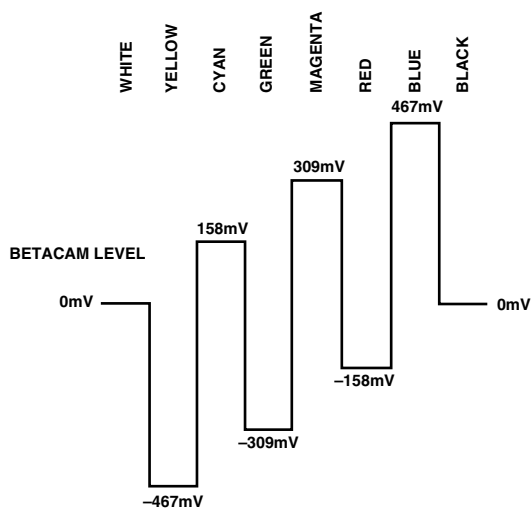 WHITE
YELLOW
CYAN
GREEN
MAGENTA
RED
BLUE
BLACK
467mV
309mV
158mV
BETACAM LEVEL
0mV
0mV
–158mV
–309mV
–467mV